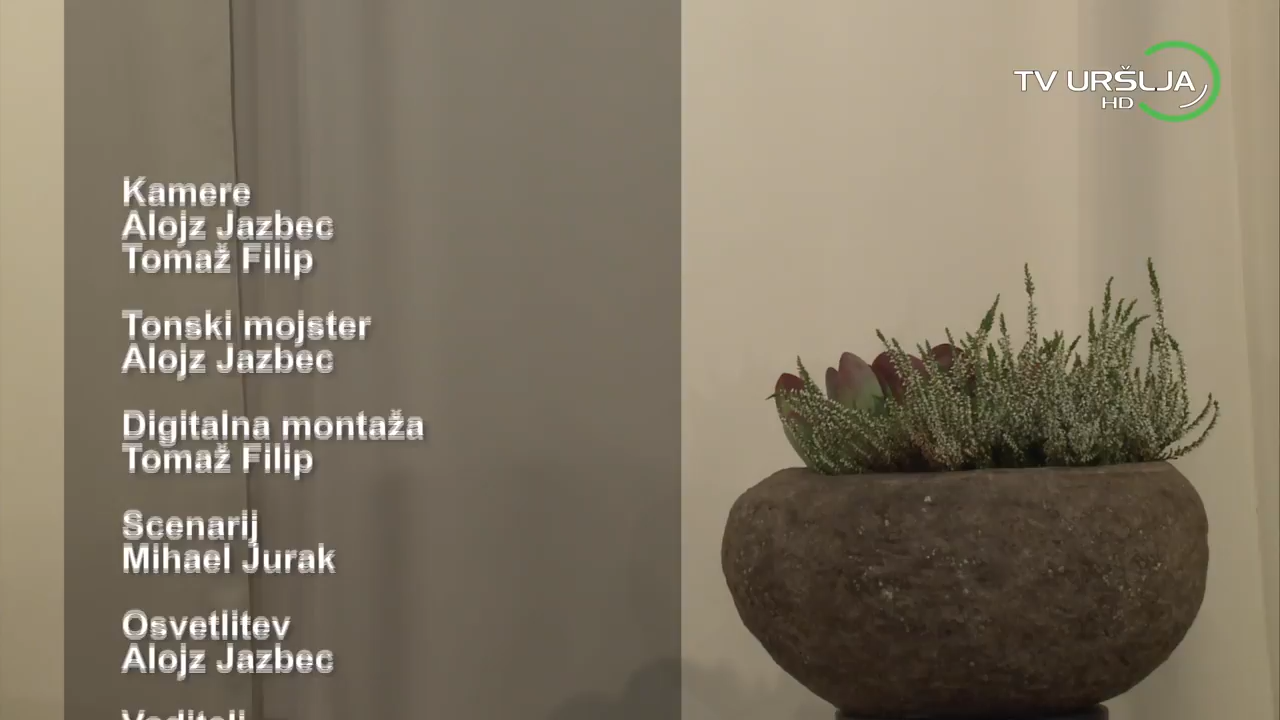 TV URŠLJA
HD
Kamere
Alojz Jazbec
Tomaž Filip
Tonski mojster
Alojz Jazbec
Digitalna montaža
Tomaž Filip
Scenarij
Mihael Jurak
Osvetlitev
Alojz Jazbec